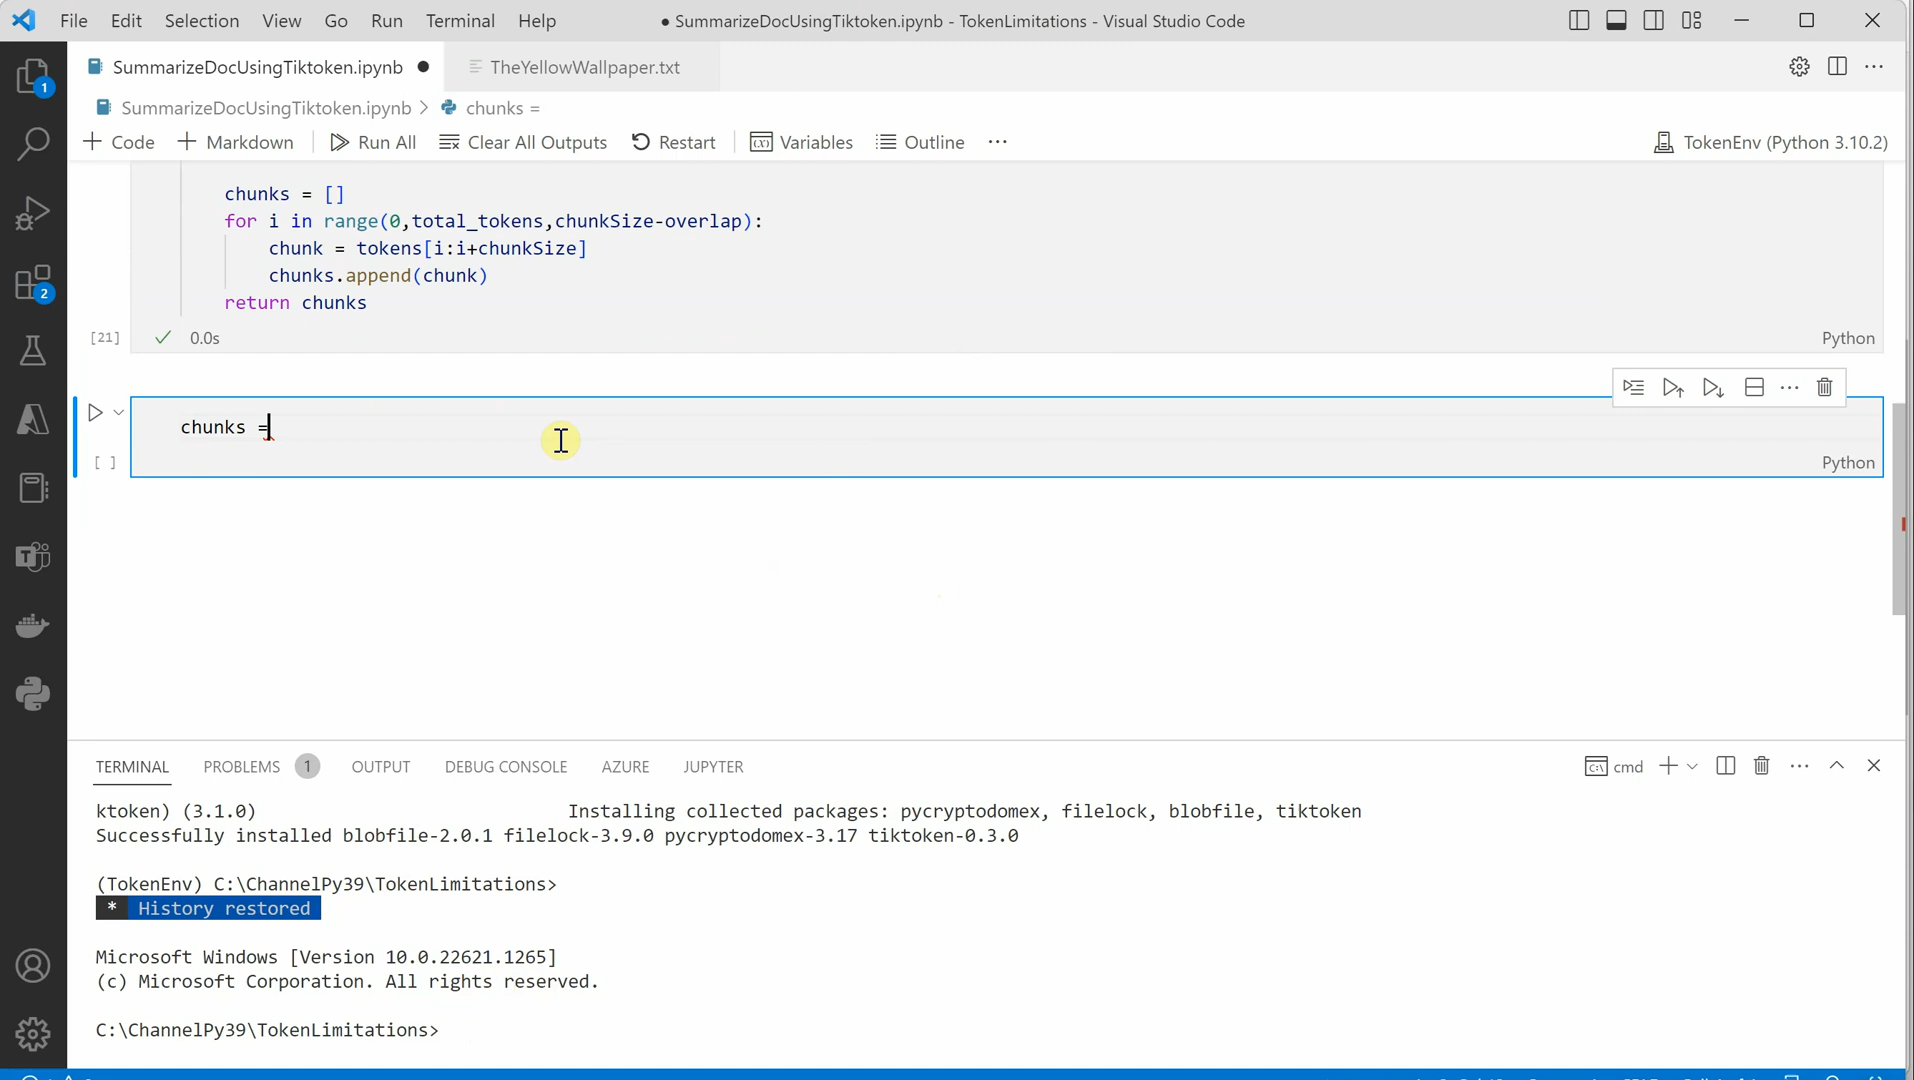 File Edit Selection View Go Run Terminal Help
● SummarizeDocUsingTiktoken.ipynb - TokenLimitations - Visual Studio Code
SummarizeDocUsingTiktoken.ipynb ●
TheYellowWallpaper.txt
SummarizeDocUsingTiktoken.ipynb > chunks =
+ Code + Markdown Run All Clear All Outputs Restart Variables Outline ...
TokenEnv (Python 3.10.2)
chunks = []
for i in range(0,total_tokens,chunkSize-overlap):
chunk = tokens[i:i+chunkSize]
chunks.append(chunk)
return chunks
[21] ✓ 0.0s
Python
chunks =
[ ]
Python
1
2
TERMINAL PROBLEMS 1 OUTPUT DEBUG CONSOLE AZURE JUPYTER
cmd
ktoken) (3.1.0) Installing collected packages: pycryptodomex, filelock, blobfile, tiktoken
Successfully installed blobfile-2.0.1 filelock-3.9.0 pycryptodomex-3.17 tiktoken-0.3.0
(TokenEnv) C:\ChannelPy39\TokenLimitations>
* History restored
Microsoft Windows [Version 10.0.22621.1265]
(c) Microsoft Corporation. All rights reserved.
C:\ChannelPy39\TokenLimitations>